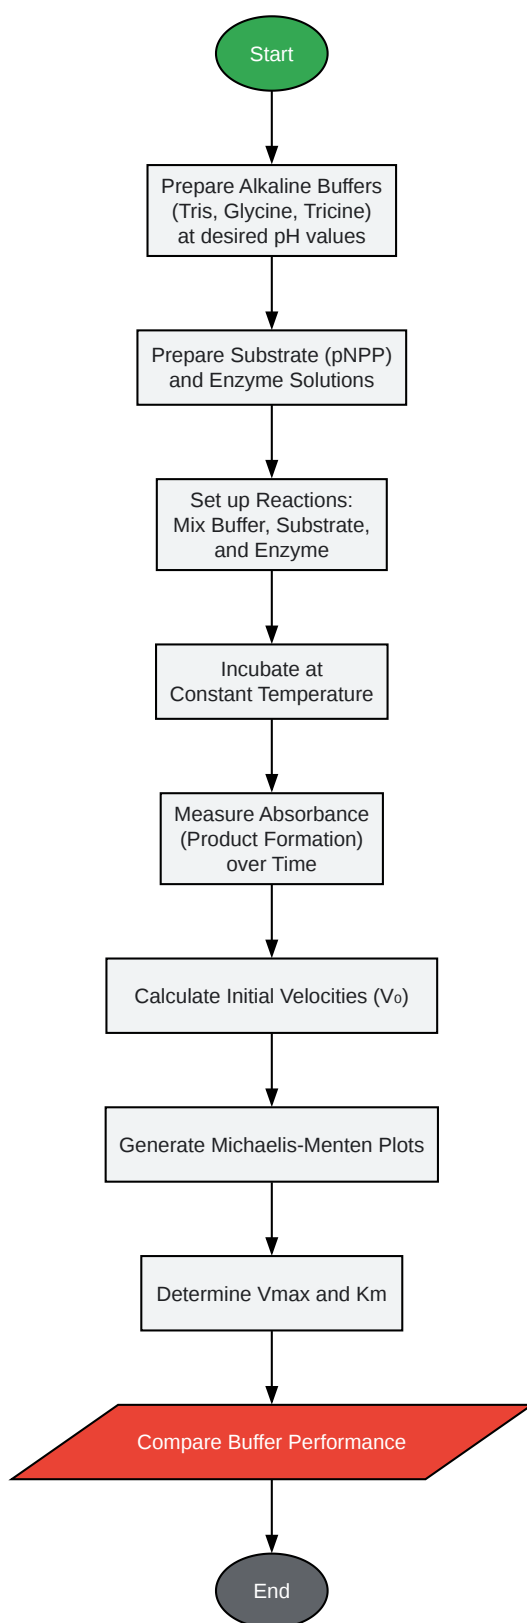 Start
Prepare Alkaline Buffers
(Tris, Glycine, Tricine)
at desired pH values
Prepare Substrate (pNPP)
and Enzyme Solutions
Set up Reactions:
Mix Buffer, Substrate,
and Enzyme
Incubate at
Constant Temperature
Measure Absorbance
(Product Formation)
over Time
Calculate Initial Velocities (V₀)
Generate Michaelis-Menten Plots
Determine Vmax and Km
Compare Buffer Performance
End